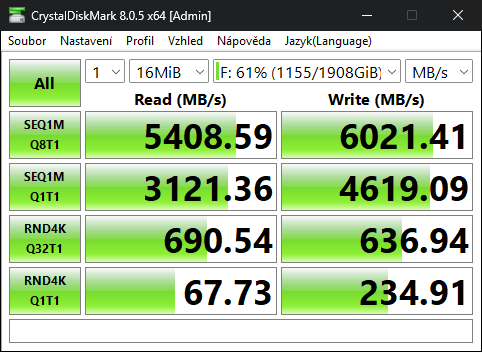 CrystalDiskMark 8.0.5 x64 [Admin]
Soubor Nastavení Profil Vzhled Nápověda Jazyk(Language)
All 1 16MiB F: 61% (1155/1908GiB) MB/s
Read (MB/s) Write (MB/s)
SEQ1M
Q8T1 5408.59 6021.41
SEQ1M
Q1T1 3121.36 4619.09
RND4K
Q32T1 690.54 636.94
RND4K
Q1T1 67.73 234.91